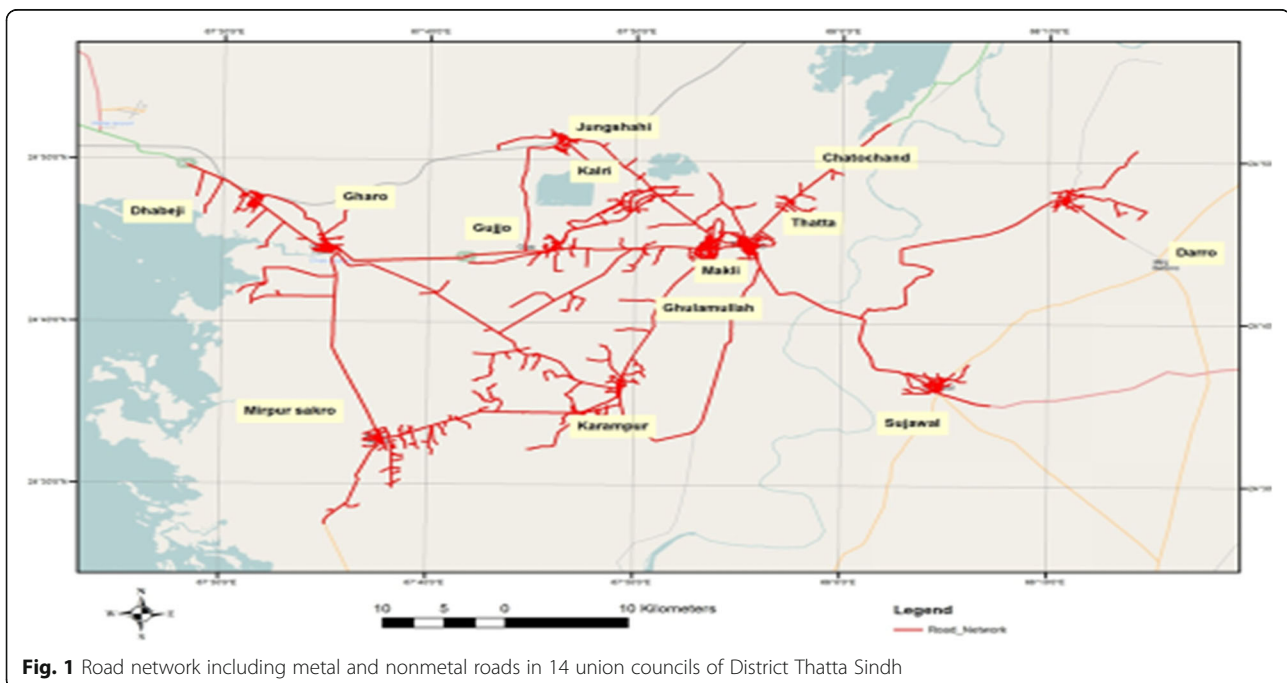 Jungshahi
Kalri
Chatochand
Gharo
Dhabeji
Gujjo
Thatta
Darro
Makli
Ghulamullah
Mirpur sakro
Karampur
Sujawal
N
W E
S
10 5 0 10 Kilometers
Legend
Road_Network
Fig. 1 Road network including metal and nonmetal roads in 14 union councils of District Thatta Sindh